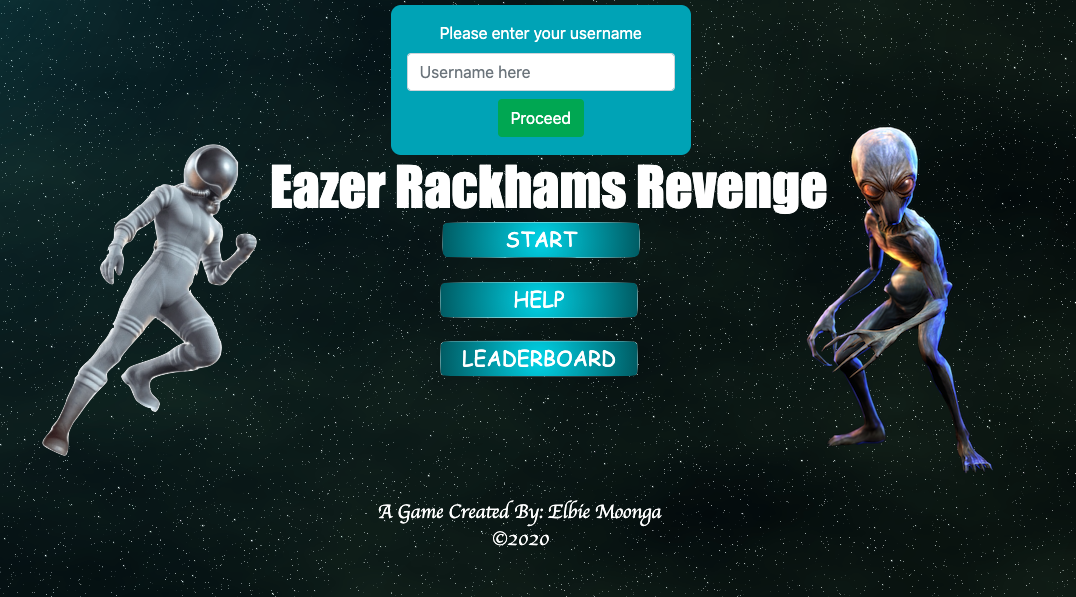 Please enter your username
Username here
Proceed
Eazer Rackhams Revenge
START
HELP
LEADERBOARD
A Game Created By: Elbie Moonga
©2020